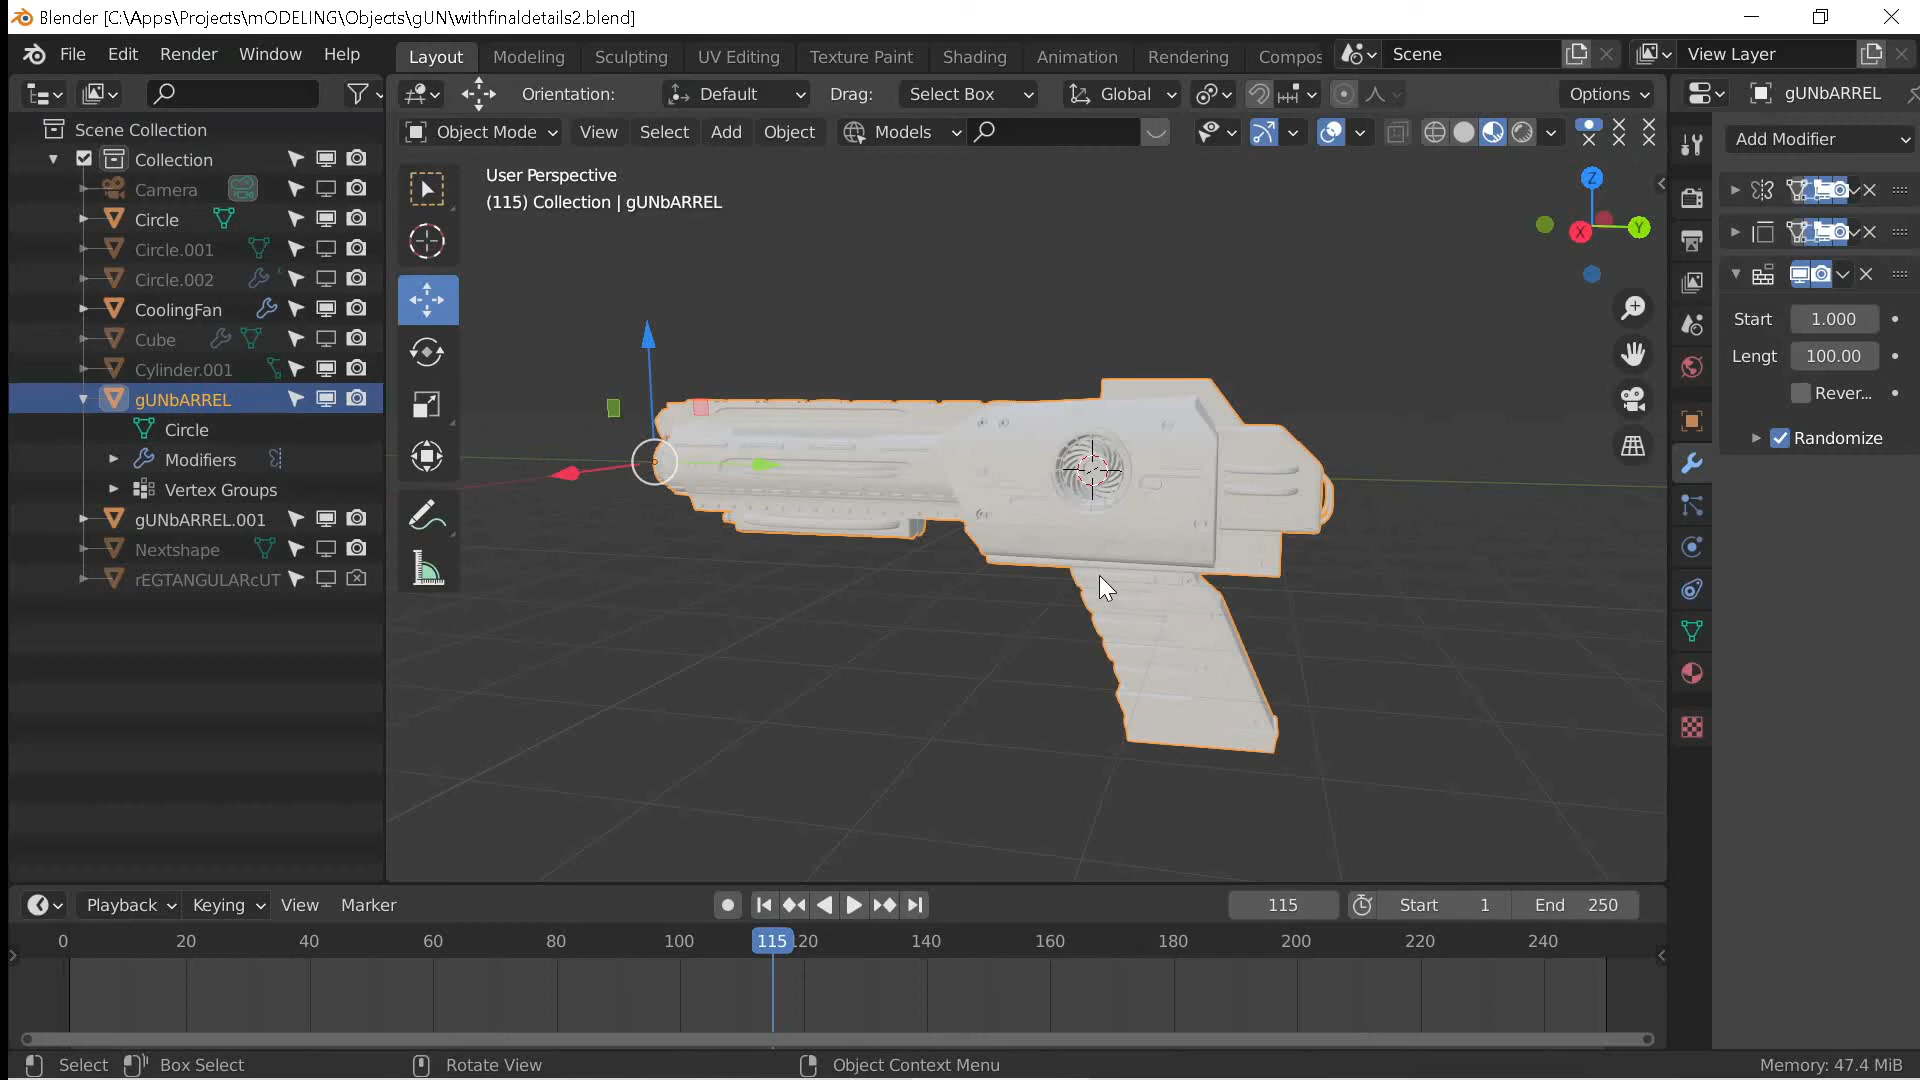 Blender [C:\Apps\Projects\mODELING\Objects\gUN\withfinaldetails2.blend]
File Edit Render Window Help
Layout Modeling Sculpting UV Editing Texture Paint Shading Animation Rendering Compos
Scene
View Layer
Orientation: Default Drag: Select Box Global Options
gUNbARREL
Object Mode View Select Add Object Models
Add Modifier
Scene Collection
Collection
Camera
Circle
Circle.001
Circle.002
CoolingFan
Cube
Cylinder.001
gUNbARREL
Circle
Modifiers
Vertex Groups
gUNbARREL.001
Nextshape
rEGTANGULARcUT
User Perspective
(115) Collection | gUNbARREL
Z
X
Y
Start 1.000
Lengt 100.00
Rever...
Randomize
Playback Keying View Marker
115 Start 1 End 250
0 20 40 60 80 100 115 120 140 160 180 200 220 240
Select Box Select Rotate View Object Context Menu Memory: 47.4 MiB